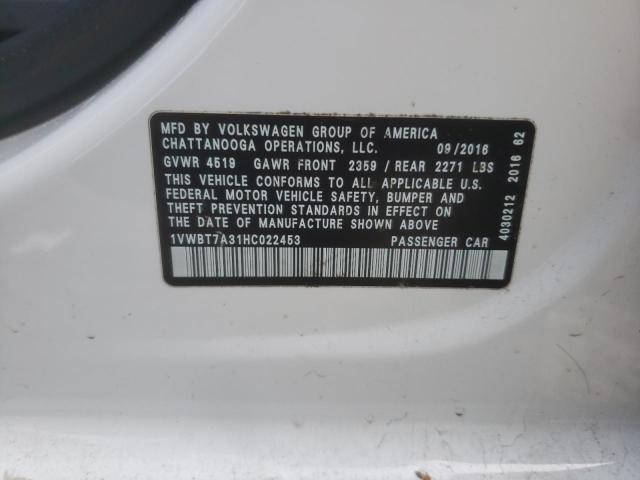 MFD BY VOLKSWAGEN GROUP OF AMERICA
CHATTANOOGA OPERATIONS, LLC. 09/2016
GVWR 4519 GAWR FRONT 2359 / REAR 2271 LBS
THIS VEHICLE CONFORMS TO ALL APPLICABLE U.S.
FEDERAL MOTOR VEHICLE SAFETY, BUMPER AND
THEFT PREVENTION STANDARDS IN EFFECT ON
THE DATE OF MANUFACTURE SHOWN ABOVE
1VWBT7A31HC022453 PASSENGER CAR
4030212 2016 62